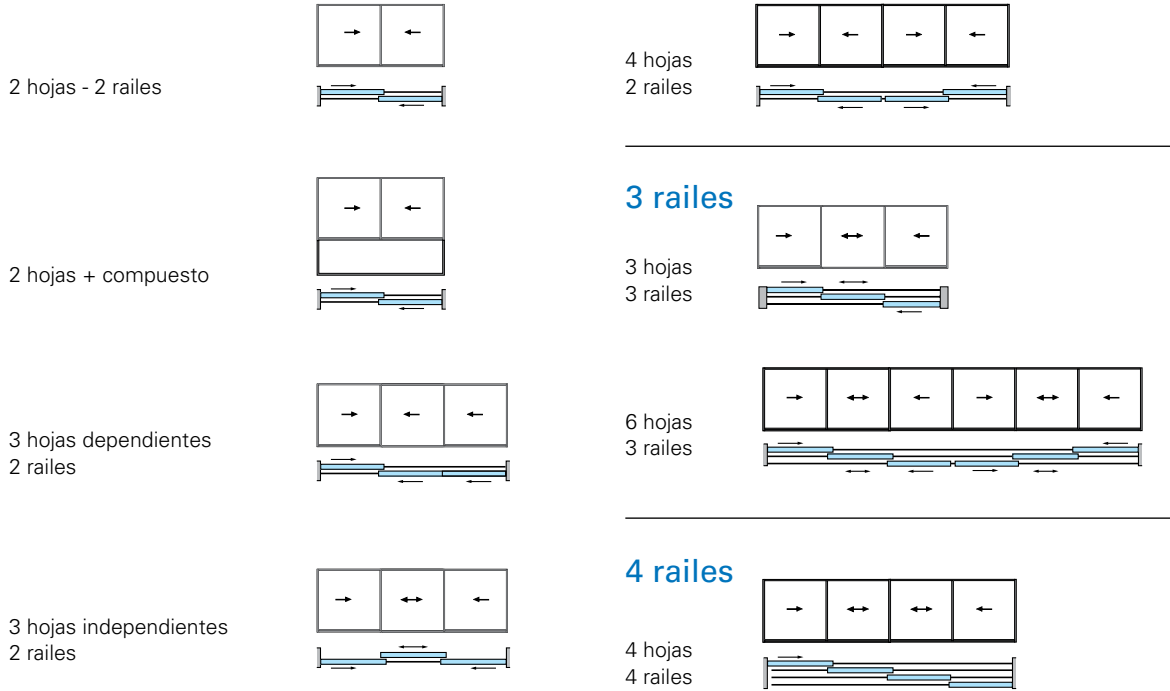 2 hojas - 2 railes
2 hojas + compuesto
3 hojas dependientes
2 railes
3 hojas independientes
2 railes
4 hojas
2 railes
3 railes
3 hojas
3 railes
6 hojas
3 railes
4 railes
4 hojas
4 railes